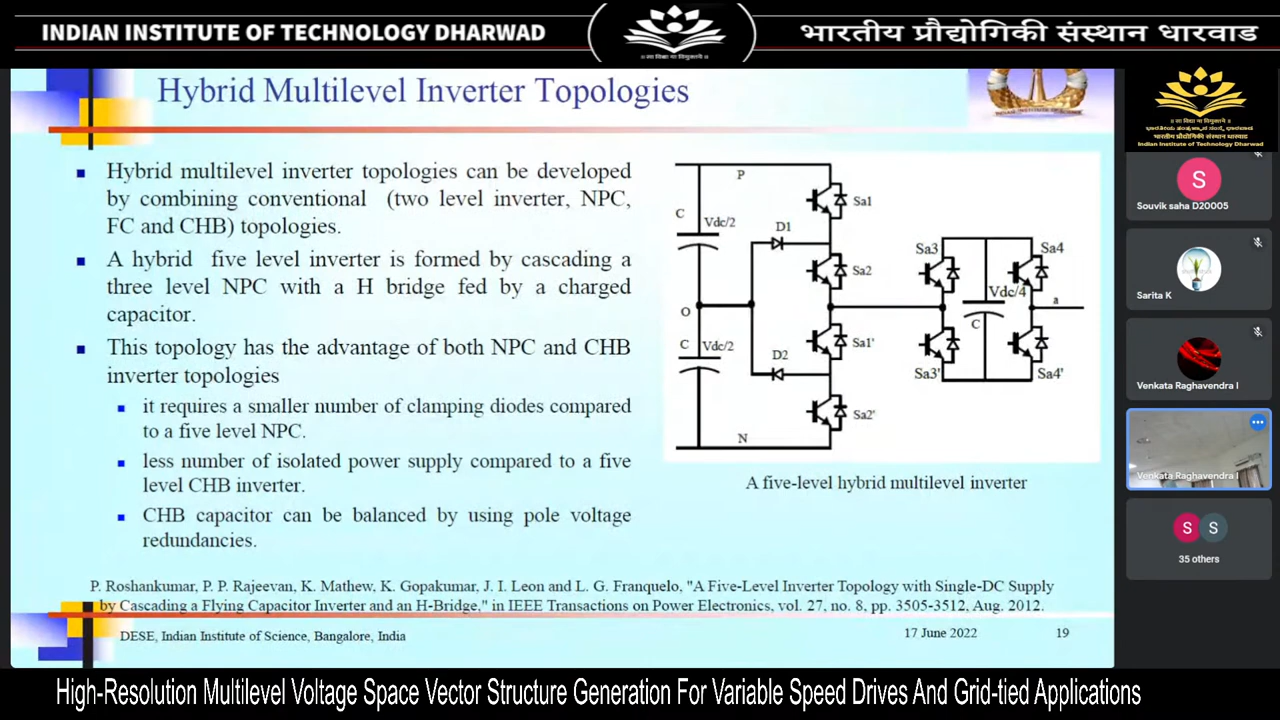 INDIAN INSTITUTE OF TECHNOLOGY DHARWAD
भारतीय प्रौद्योगिकी संस्थान धारवाड
Hybrid Multilevel Inverter Topologies
Hybrid multilevel inverter topologies can be developed
by combining conventional (two level inverter, NPC,
FC and CHB) topologies.
A hybrid five level inverter is formed by cascading a
three level NPC with a H bridge fed by a charged
capacitor.
This topology has the advantage of both NPC and CHB
inverter topologies
it requires a smaller number of clamping diodes compared
to a five level NPC.
less number of isolated power supply compared to a five
level CHB inverter.
CHB capacitor can be balanced by using pole voltage
redundancies.
P
Sa1
C
Vdc/2
D1
Sa2
Sa3
Sa4
Vdc/4
a
O
C
C
Vdc/2
D2
Sa1'
Sa3'
Sa4'
Sa2'
N
A five-level hybrid multilevel inverter
P. Roshankumar, P. P. Rajeevan, K. Mathew, K. Gopakumar, J. I. Leon and L. G. Franquelo, "A Five-Level Inverter Topology with Single-DC Supply
by Cascading a Flying Capacitor Inverter and an H-Bridge," in IEEE Transactions on Power Electronics, vol. 27, no. 8, pp. 3505-3512, Aug. 2012.
DESE, Indian Institute of Science, Bangalore, India
17 June 2022
19
भारतीय प्रौद्योगिकी संस्थान धारवाड
Indian Institute of Technology Dharwad
S
Souvik saha D20005
Sarita K
Venkata Raghavendra I
Venkata Raghavendra I
S S
35 others
High-Resolution Multilevel Voltage Space Vector Structure Generation For Variable Speed Drives And Grid-tied Applications